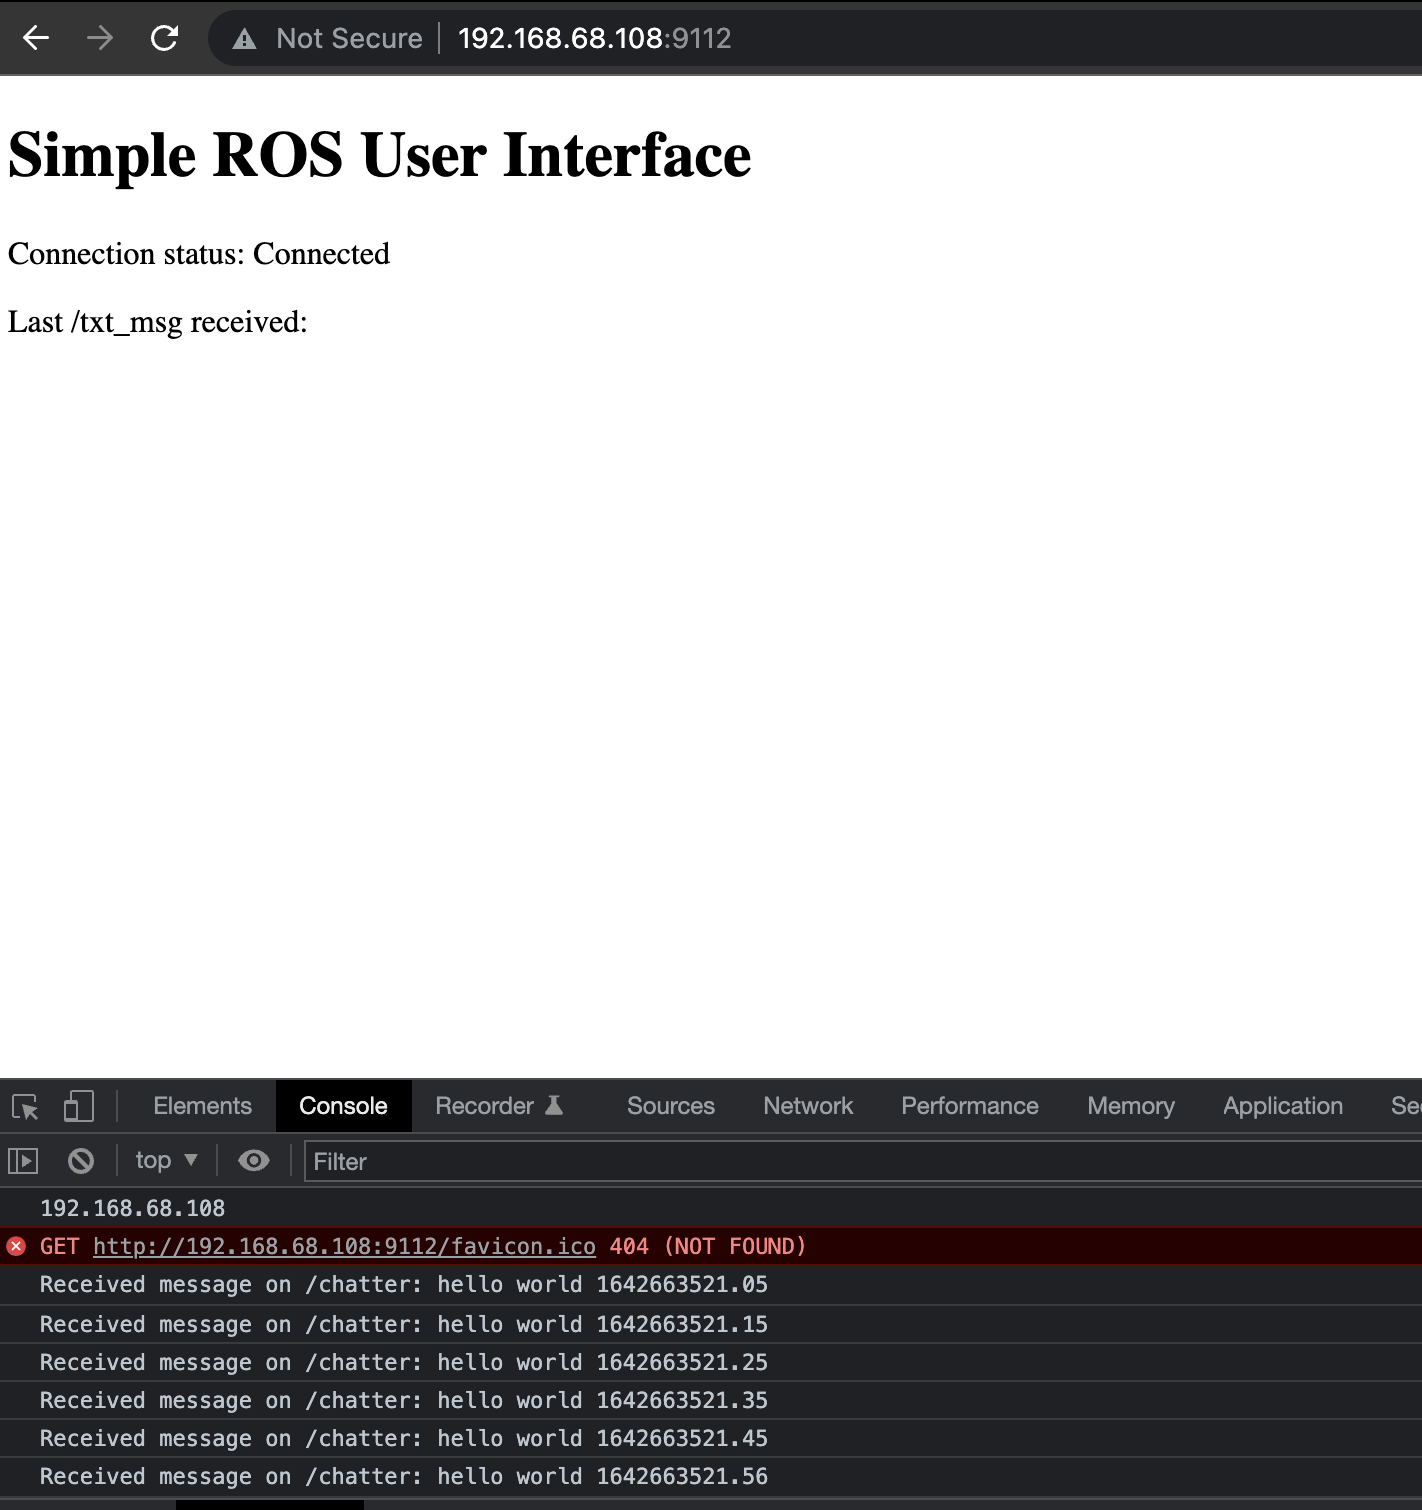 Not Secure 192.168.68.108:9112
Simple ROS User Interface
Connection status: Connected
Last /txt_msg received:
Elements Console Recorder Sources Network Performance Memory Application
top Filter
192.168.68.108
GET http://192.168.68.108:9112/favicon.ico 404 (NOT FOUND)
Received message on /chatter: hello world 1642663521.05
Received message on /chatter: hello world 1642663521.15
Received message on /chatter: hello world 1642663521.25
Received message on /chatter: hello world 1642663521.35
Received message on /chatter: hello world 1642663521.45
Received message on /chatter: hello world 1642663521.56